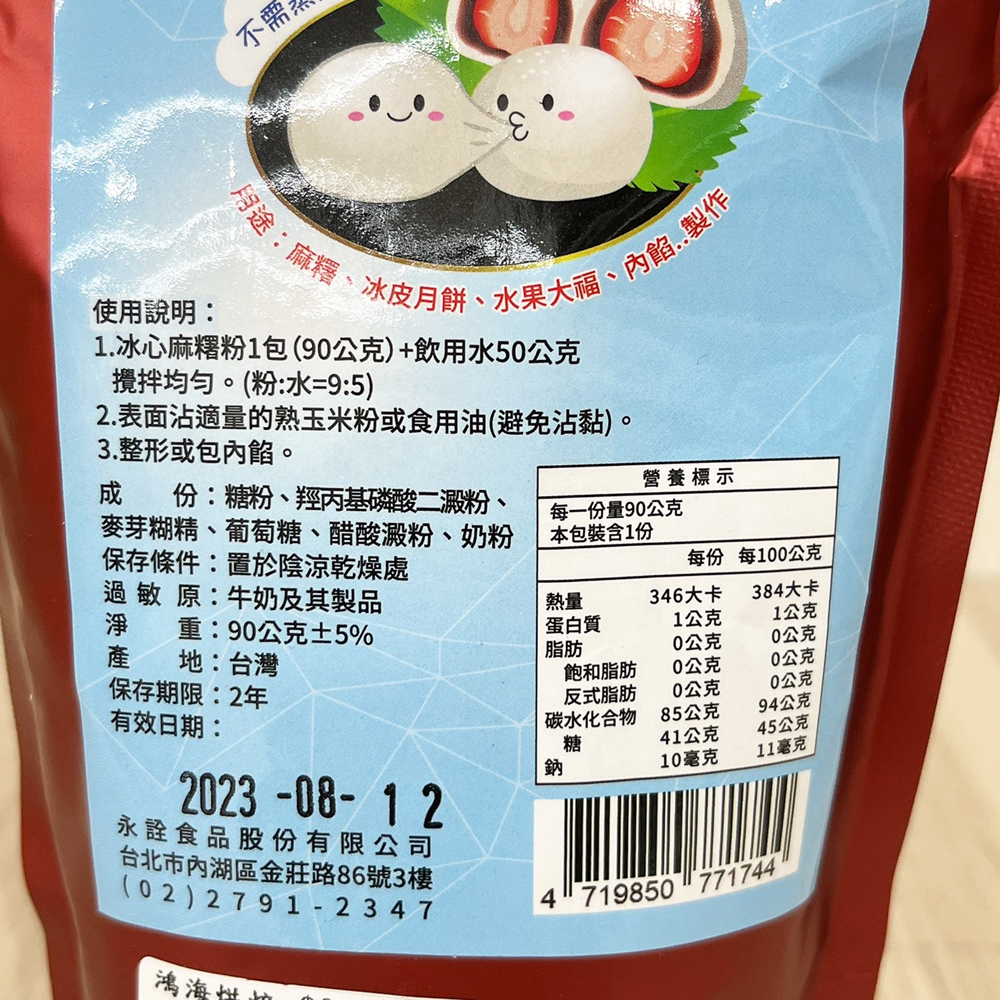 不需蒸
用途：麻糬、冰皮月餅、水果大福、內餡..製作
使用說明：
1.冰心麻糬粉1包(90公克)+飲用水50公克
攪拌均勻。(粉:水=9:5)
2.表面沾適量的熟玉米粉或食用油(避免沾黏)。
3.整形或包內餡。
成 份：糖粉、羥丙基磷酸二澱粉、
麥芽糊精、葡萄糖、醋酸澱粉、奶粉
保存條件：置於陰涼乾燥處
過 敏 原：牛奶及其製品
淨 重：90公克±5%
產 地：台灣
保存期限：2年
有效日期：
2023 -08- 12
永詮食品股份有限公司
台北市內湖區金莊路86號3樓
(02)2791-2347
營養標示
每一份量90公克
本包裝含1份
每份 每100公克
熱量 346大卡 384大卡
蛋白質 1公克 1公克
脂肪 0公克 0公克
飽和脂肪 0公克 0公克
反式脂肪 0公克 0公克
碳水化合物 85公克 94公克
糖 41公克 45公克
鈉 10毫克 11毫克
4 719850 771744
鴻海烘焙